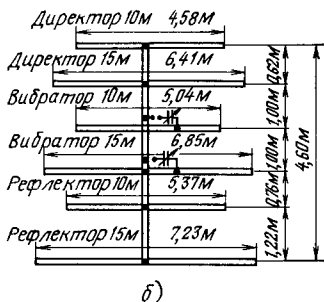 Директор 10м 4,58м
Директор 15м 6,41м
0,62м
Вибратор 10м 5,04м
1,00м
Вибратор 15м 6,85м
1,00м
4,60м
Рефлектор 10м 5,37м
0,76м
Рефлектор 15м 7,23м
1,22м
б)